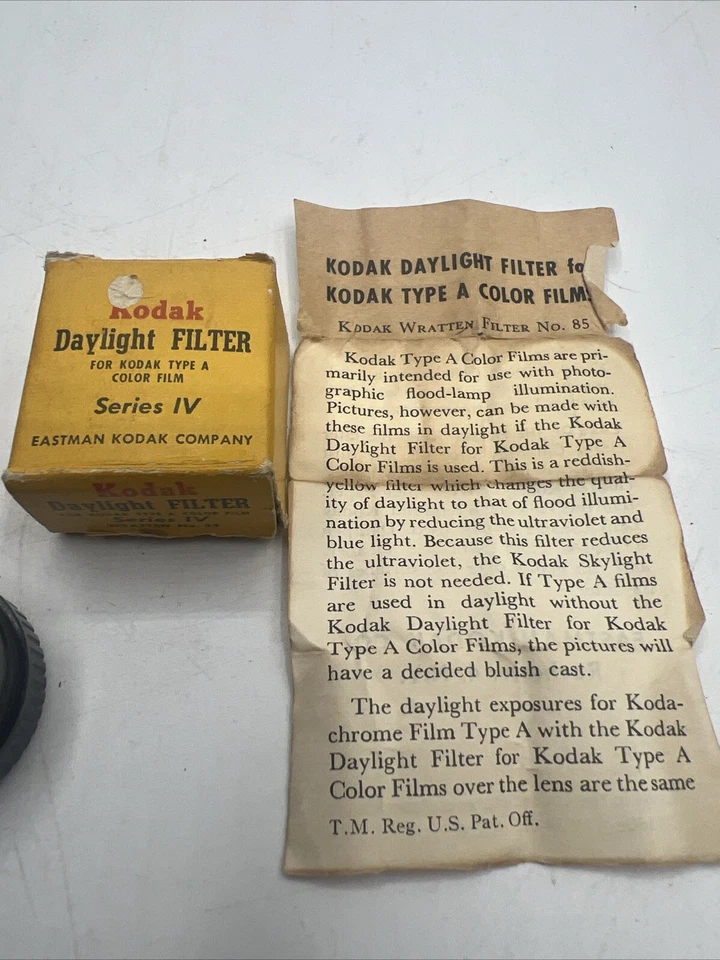 Kodak
Daylight FILTER
FOR KODAK TYPE A
COLOR FILM
Series IV
EASTMAN KODAK COMPANY
Kodak
Daylight FILTER
FOR KODAK TYPE A COLOR FILM
Series IV
KODAK DAYLIGHT FILTER fo
KODAK TYPE A COLOR FILM
KODAK WRATTEN FILTER No. 85
Kodak Type A Color Films are pri-
marily intended for use with photo-
graphic flood-lamp illumination.
Pictures, however, can be made with
these films in daylight if the Kodak
Daylight Filter for Kodak Type A
Color Films is used. This is a reddish-
yellow filter which changes the qual-
ity of daylight to that of flood illumi-
nation by reducing the ultraviolet and
blue light. Because this filter reduces
the ultraviolet, the Kodak Skylight
Filter is not needed. If Type A films
are used in daylight without the
Kodak Daylight Filter for Kodak
Type A Color Films, the pictures will
have a decided bluish cast.
The daylight exposures for Koda-
chrome Film Type A with the Kodak
Daylight Filter for Kodak Type A
Color Films over the lens are the same
T.M. Reg. U.S. Pat. Off.